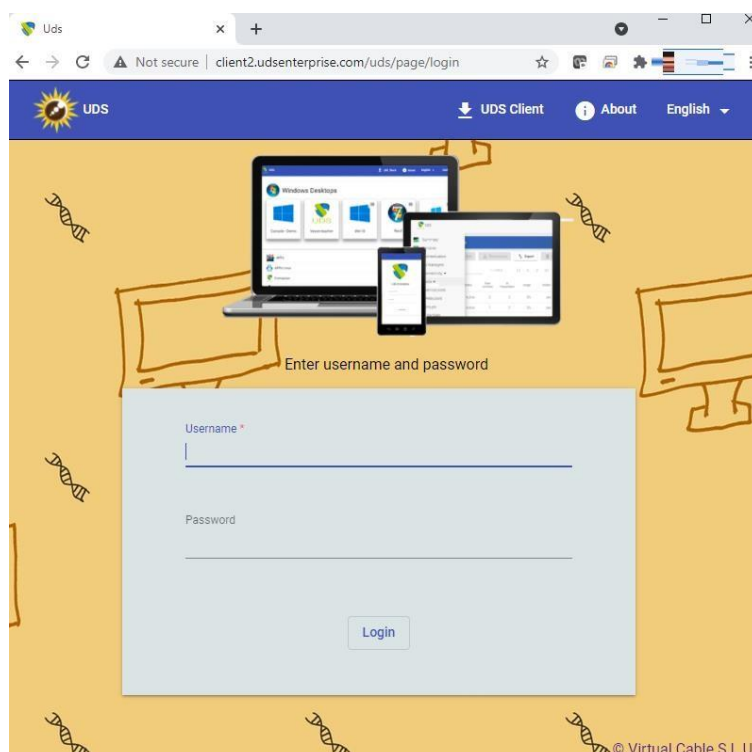 Uds
Not secure | client2.udsenterprise.com/uds/page/login
UDS
UDS Client
About
English
Windows Desktops
Enter username and password
Username *
Password
Login
© Virtual Cable S.L.U